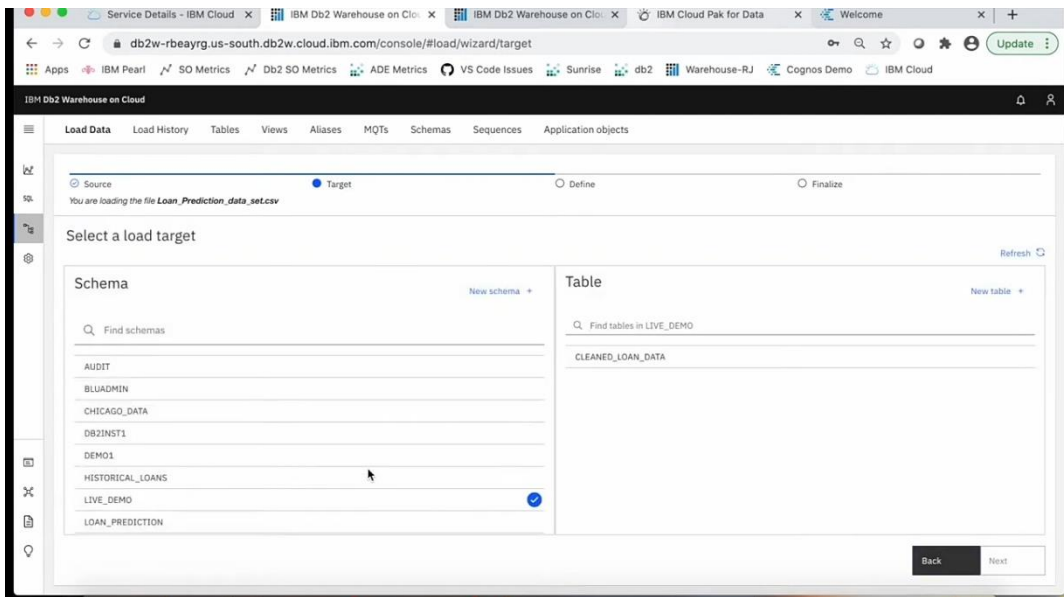 Service Details - IBM Cloud
IBM Db2 Warehouse on Clou
IBM Db2 Warehouse on Clou
IBM Cloud Pak for Data
Welcome
db2w-rbeayrg.us-south.db2w.cloud.ibm.com/console/#load/wizard/target
Update
Apps
IBM Pearl
SO Metrics
Db2 SO Metrics
ADE Metrics
VS Code Issues
Sunrise
db2
Warehouse-RJ
Cognos Demo
IBM Cloud
IBM Db2 Warehouse on Cloud
Load Data
Load History
Tables
Views
Aliases
MQTs
Schemas
Sequences
Application objects
SQL
Source
Target
Define
Finalize
You are loading the file Loan_Prediction_data_set.csv
Select a load target
Refresh
Schema
New schema +
Find schemas
AUDIT
BLUADMIN
CHICAGO_DATA
DB2INST1
DEMO1
HISTORICAL_LOANS
LIVE_DEMO
LOAN_PREDICTION
Table
New table +
Find tables in LIVE_DEMO
CLEANED_LOAN_DATA
Back
Next